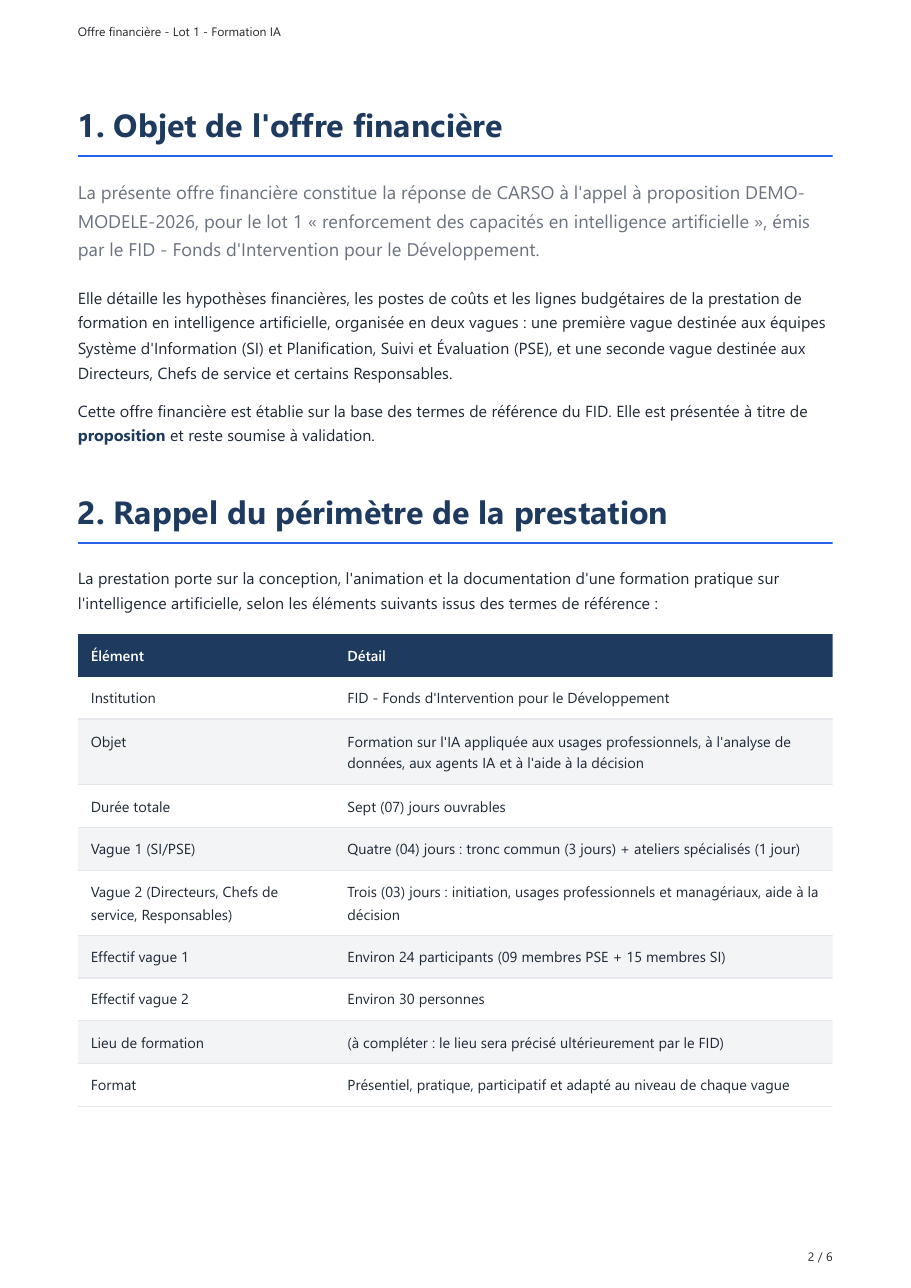 Offre financière - Lot 1 - Formation IA
1. Objet de l'offre financière
La présente offre financière constitue la réponse de CARSO à l'appel à proposition DEMO-
MODELE-2026, pour le lot 1 « renforcement des capacités en intelligence artificielle », émis
par le FID - Fonds d'Intervention pour le Développement.
Elle détaille les hypothèses financières, les postes de coûts et les lignes budgétaires de la prestation de
formation en intelligence artificielle, organisée en deux vagues : une première vague destinée aux équipes
Système d'Information (SI) et Planification, Suivi et Évaluation (PSE), et une seconde vague destinée aux
Directeurs, Chefs de service et certains Responsables.
Cette offre financière est établie sur la base des termes de référence du FID. Elle est présentée à titre de
proposition et reste soumise à validation.
2. Rappel du périmètre de la prestation
La prestation porte sur la conception, l'animation et la documentation d'une formation pratique sur
l'intelligence artificielle, selon les éléments suivants issus des termes de référence :
Élément Détail
Institution FID - Fonds d'Intervention pour le Développement
Objet Formation sur l'IA appliquée aux usages professionnels, à l'analyse de
données, aux agents IA et à l'aide à la décision
Durée totale Sept (07) jours ouvrables
Vague 1 (SI/PSE) Quatre (04) jours : tronc commun (3 jours) + ateliers spécialisés (1 jour)
Vague 2 (Directeurs, Chefs de Trois (03) jours : initiation, usages professionnels et managériaux, aide à la
service, Responsables) décision
Effectif vague 1 Environ 24 participants (09 membres PSE + 15 membres SI)
Effectif vague 2 Environ 30 personnes
Lieu de formation (à compléter : le lieu sera précisé ultérieurement par le FID)
Format Présentiel, pratique, participatif et adapté au niveau de chaque vague
2 / 6